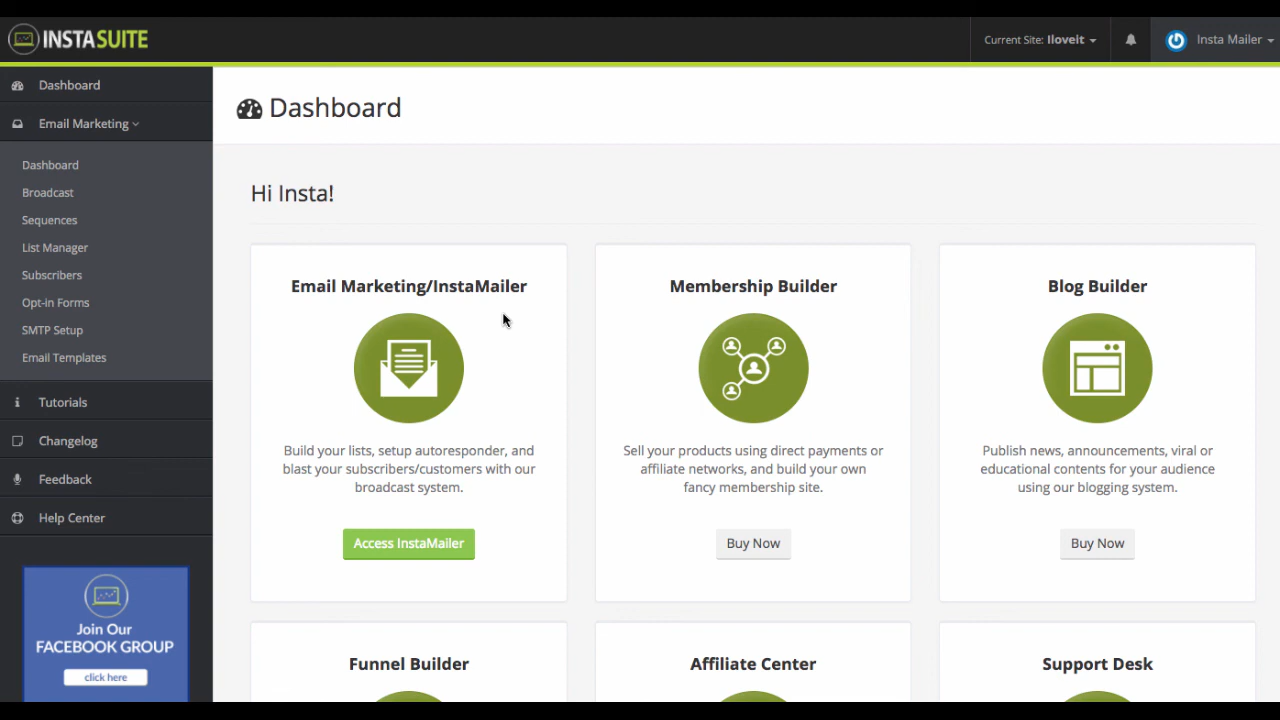 INSTASUITE
Current Site: Iloveit
Insta Mailer
Dashboard
Email Marketing
Dashboard
Broadcast
Sequences
List Manager
Subscribers
Opt-in Forms
SMTP Setup
Email Templates
Tutorials
Changelog
Feedback
Help Center
Join Our
FACEBOOK GROUP
click here
Dashboard
Hi Insta!
Email Marketing/InstaMailer
Build your lists, setup autoresponder, and
blast your subscribers/customers with our
broadcast system.
Access InstaMailer
Membership Builder
Sell your products using direct payments or
affiliate networks, and build your own
fancy membership site.
Buy Now
Blog Builder
Publish news, announcements, viral or
educational contents for your audience
using our blogging system.
Buy Now
Funnel Builder
Affiliate Center
Support Desk